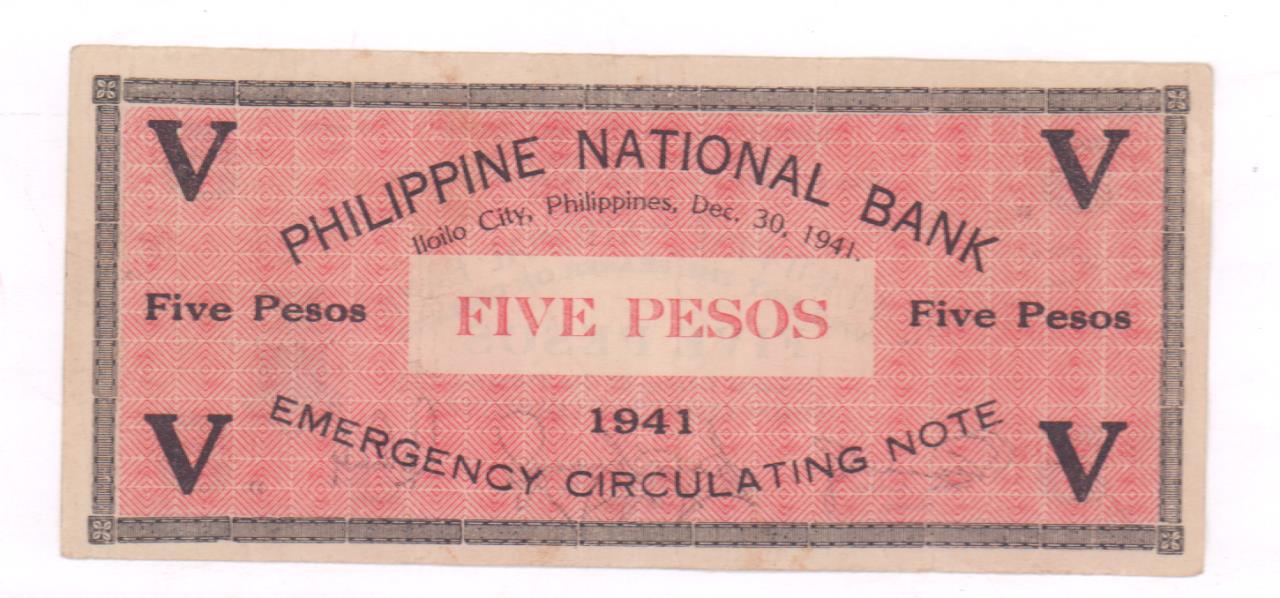 V V
PHILIPPINE NATIONAL BANK
Iloilo City, Philippines, Dec. 30, 1941.
Five Pesos FIVE PESOS Five Pesos
1941
EMERGENCY CIRCULATING NOTE
V V